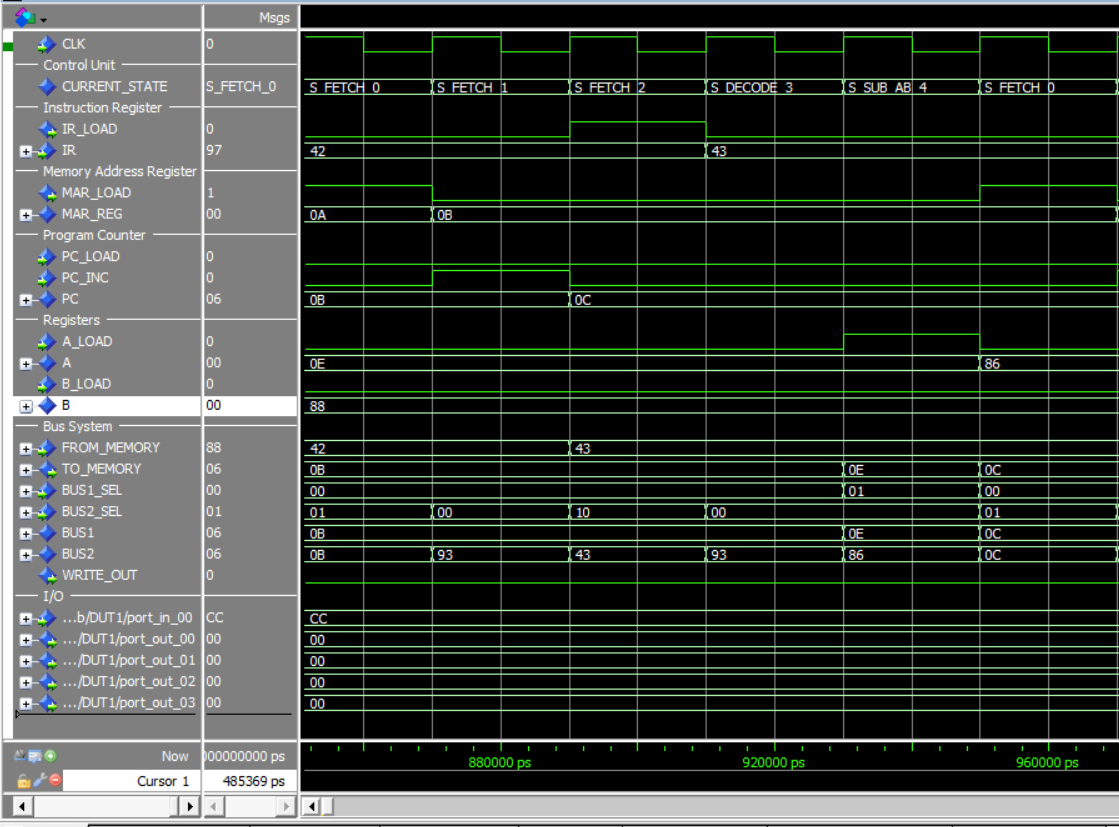 Msgs
CLK 0
Control Unit
CURRENT_STATE S_FETCH_0 S_FETCH_0 S_FETCH_1 S_FETCH_2 S_DECODE_3 S_SUB_AB_4 S_FETCH_0
Instruction Register
IR_LOAD 0
IR 97 42 43
Memory Address Register
MAR_LOAD 1
MAR_REG 00 0A 0B
Program Counter
PC_LOAD 0
PC_INC 0
PC 06 0B 0C
Registers
A_LOAD 0
A 00 0E 86
B_LOAD 0
B 00 88
Bus System
FROM_MEMORY 88 42 43
TO_MEMORY 06 0B 0E 0C
BUS1_SEL 00 00 01 00
BUS2_SEL 01 01 00 10 00 01
BUS1 06 0B 0E 0C
BUS2 06 0B 93 43 93 86 0C
WRITE_OUT 0
I/O
...b/DUT1/port_in_00 CC CC
.../DUT1/port_out_00 00 00
.../DUT1/port_out_01 00 00
.../DUT1/port_out_02 00 00
.../DUT1/port_out_03 00 00
Now 000000000 ps 880000 ps 920000 ps 960000 ps
Cursor 1 485369 ps